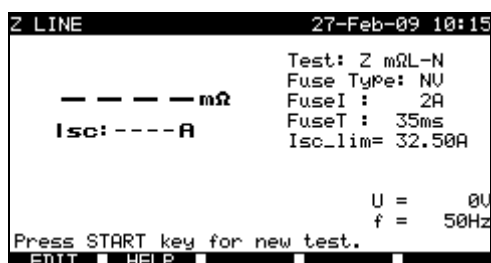 Z LINE 27-Feb-09 10:15
Test: Z mΩL-N
Fuse Type: NV
– – – – mΩ
FuseI : 2A
FuseT : 35ms
Isc:----A
Isc_lim= 32.50A
U = 0V
f = 50Hz
Press START key for new test.
EDIT HELP